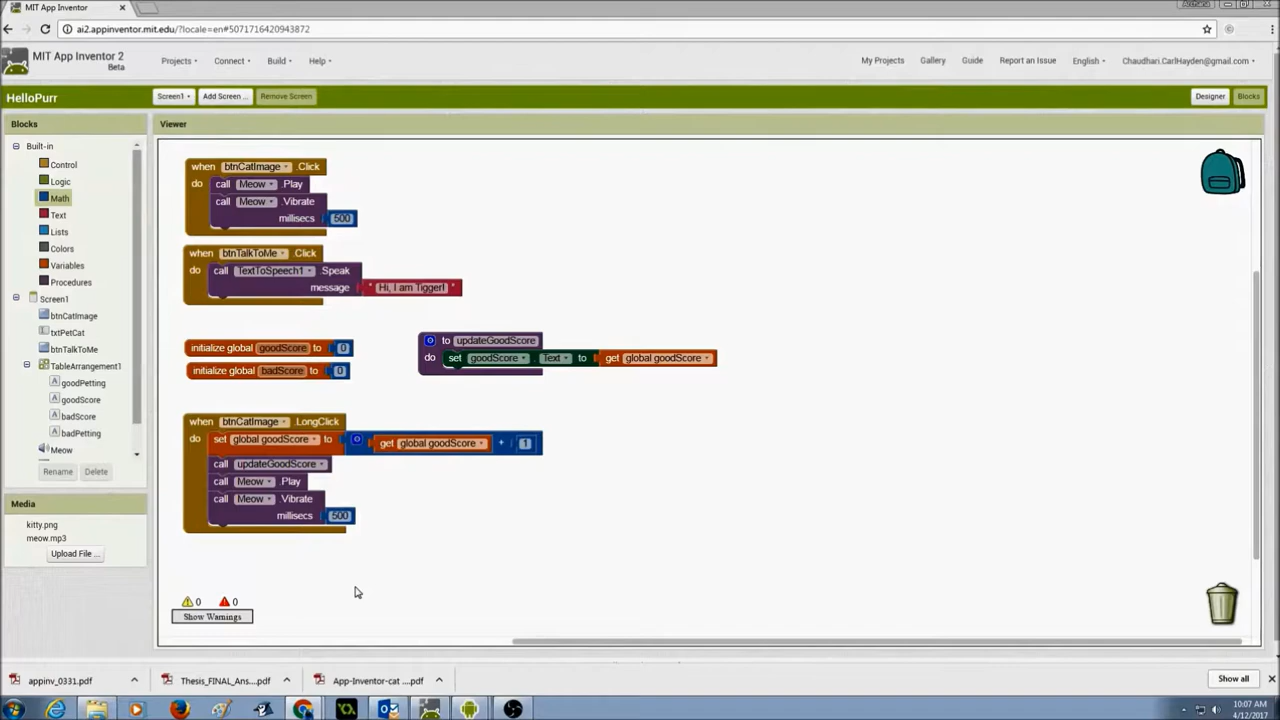 MIT App Inventor 2
ai2.appinventor.mit.edu/?locale=en#5071716420943872
MIT App Inventor 2
Beta
Projects
Connect
Build
Help
My Projects
Gallery
Guide
Report an Issue
English
Chaudhari.CarlHayden@gmail.com
HelloPurr
Screen1
Add Screen ...
Remove Screen
Designer
Blocks
Blocks
Viewer
Built-in
Control
Logic
Math
Text
Lists
Colors
Variables
Procedures
Screen1
btnCatImage
txtPetCat
btnTalkToMe
TableArrangement1
goodPetting
goodScore
badScore
badPetting
Meow
Rename
Delete
Media
kitty.png
meow.mp3
Upload File ...
when btnCatImage .Click
do call Meow .Play
call Meow .Vibrate
millisecs 500
when btnTalkToMe .Click
do call TextToSpeech1 .Speak
message " Hi, I am Tigger! "
initialize global goodScore to 0
initialize global badScore to 0
to updateGoodScore
do set goodScore . Text to get global goodScore
when btnCatImage .LongClick
do set global goodScore to get global goodScore + 1
call updateGoodScore
call Meow .Play
call Meow .Vibrate
millisecs 500
0 0
Show Warnings
appinv_0331.pdf
Thesis_FINAL_Ans....pdf
App-Inventor-cat ....pdf
Show all
10:07 AM
4/12/2017